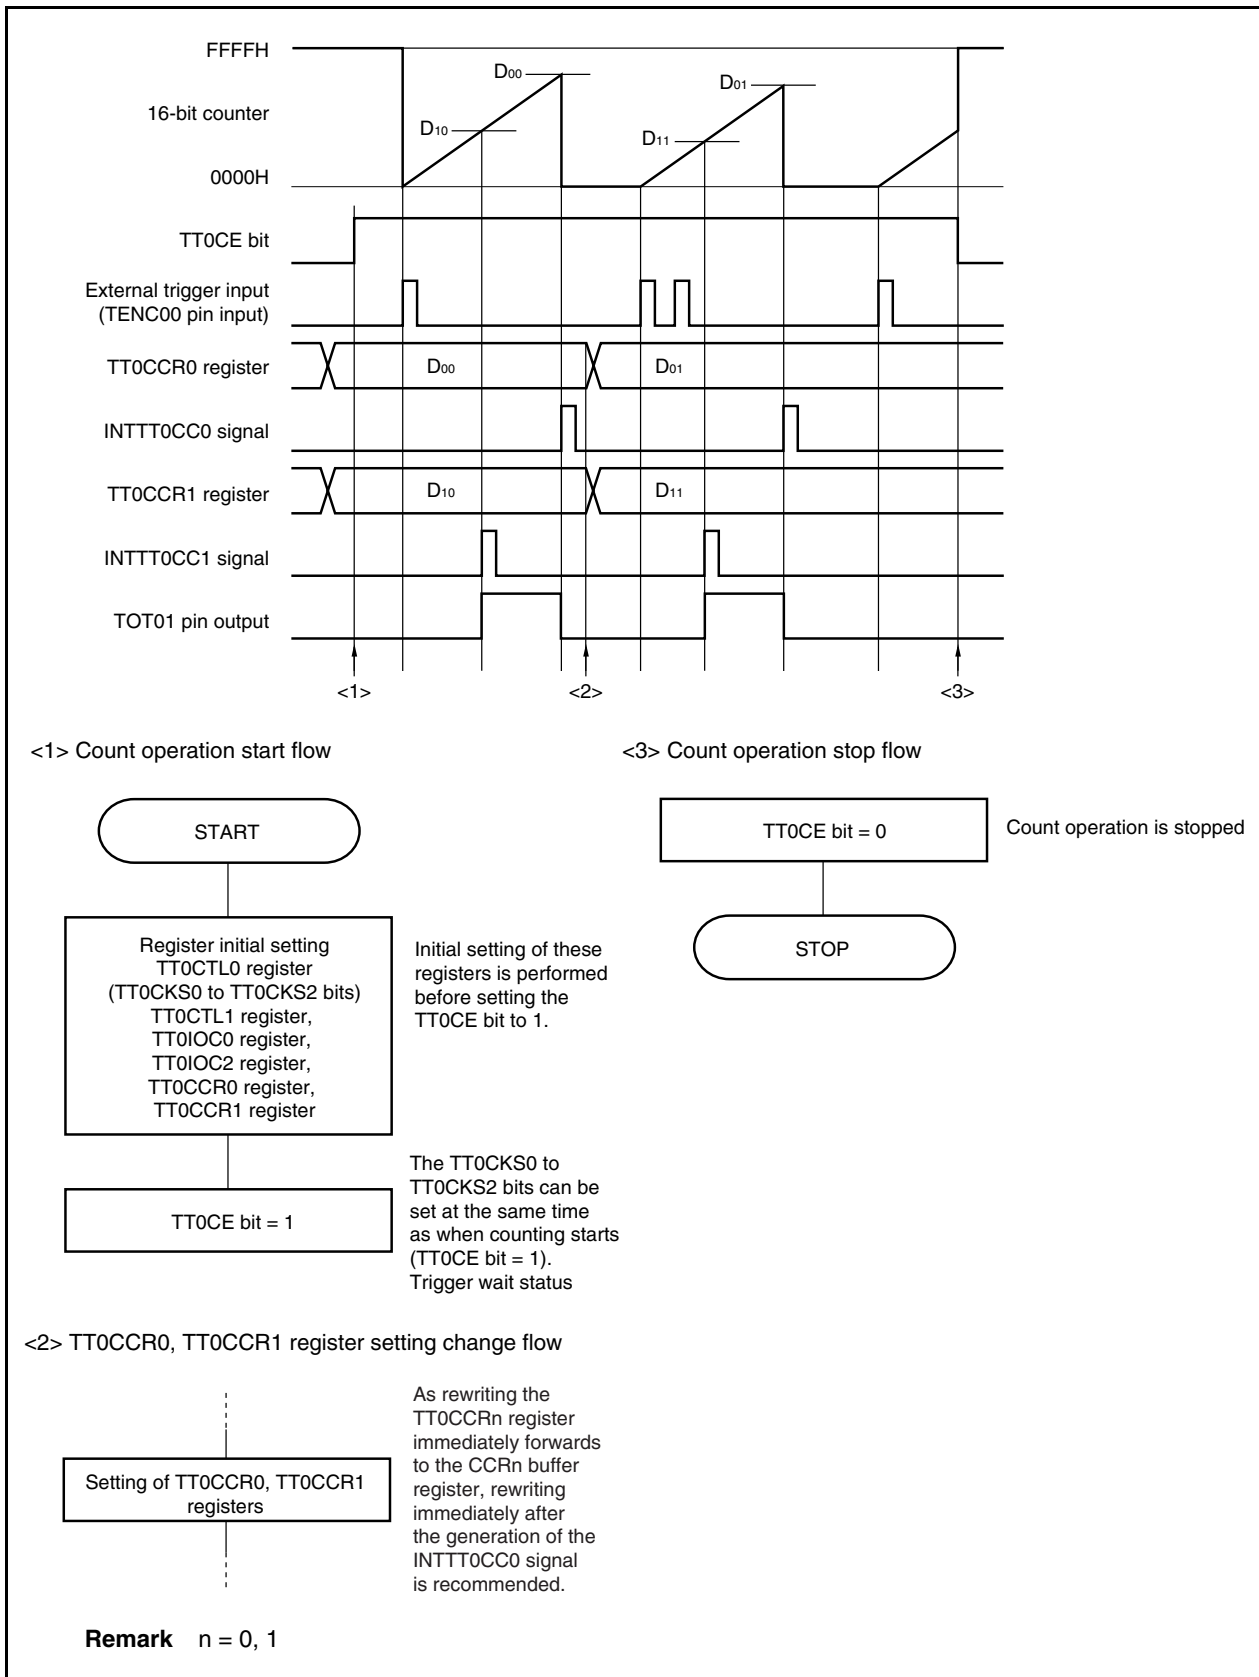 FFFFH
D00
D01
16-bit counter
D10
D11
0000H
TT0CE bit
External trigger input
(TENC00 pin input)
TT0CCR0 register
D00
D01
INTTT0CC0 signal
TT0CCR1 register
D10
D11
INTTT0CC1 signal
TOT01 pin output
<1>
<2>
<3>
<1> Count operation start flow
START
Register initial setting
TT0CTL0 register
(TT0CKS0 to TT0CKS2 bits)
TT0CTL1 register,
TT0IOC0 register,
TT0IOC2 register,
TT0CCR0 register,
TT0CCR1 register
Initial setting of these
registers is performed
before setting the
TT0CE bit to 1.
TT0CE bit = 1
The TT0CKS0 to
TT0CKS2 bits can be
set at the same time
as when counting starts
(TT0CE bit = 1).
Trigger wait status
<3> Count operation stop flow
TT0CE bit = 0
Count operation is stopped
STOP
<2> TT0CCR0, TT0CCR1 register setting change flow
Setting of TT0CCR0, TT0CCR1
registers
As rewriting the
TT0CCRn register
immediately forwards
to the CCRn buffer
register, rewriting
immediately after
the generation of the
INTTT0CC0 signal
is recommended.
Remark n = 0, 1